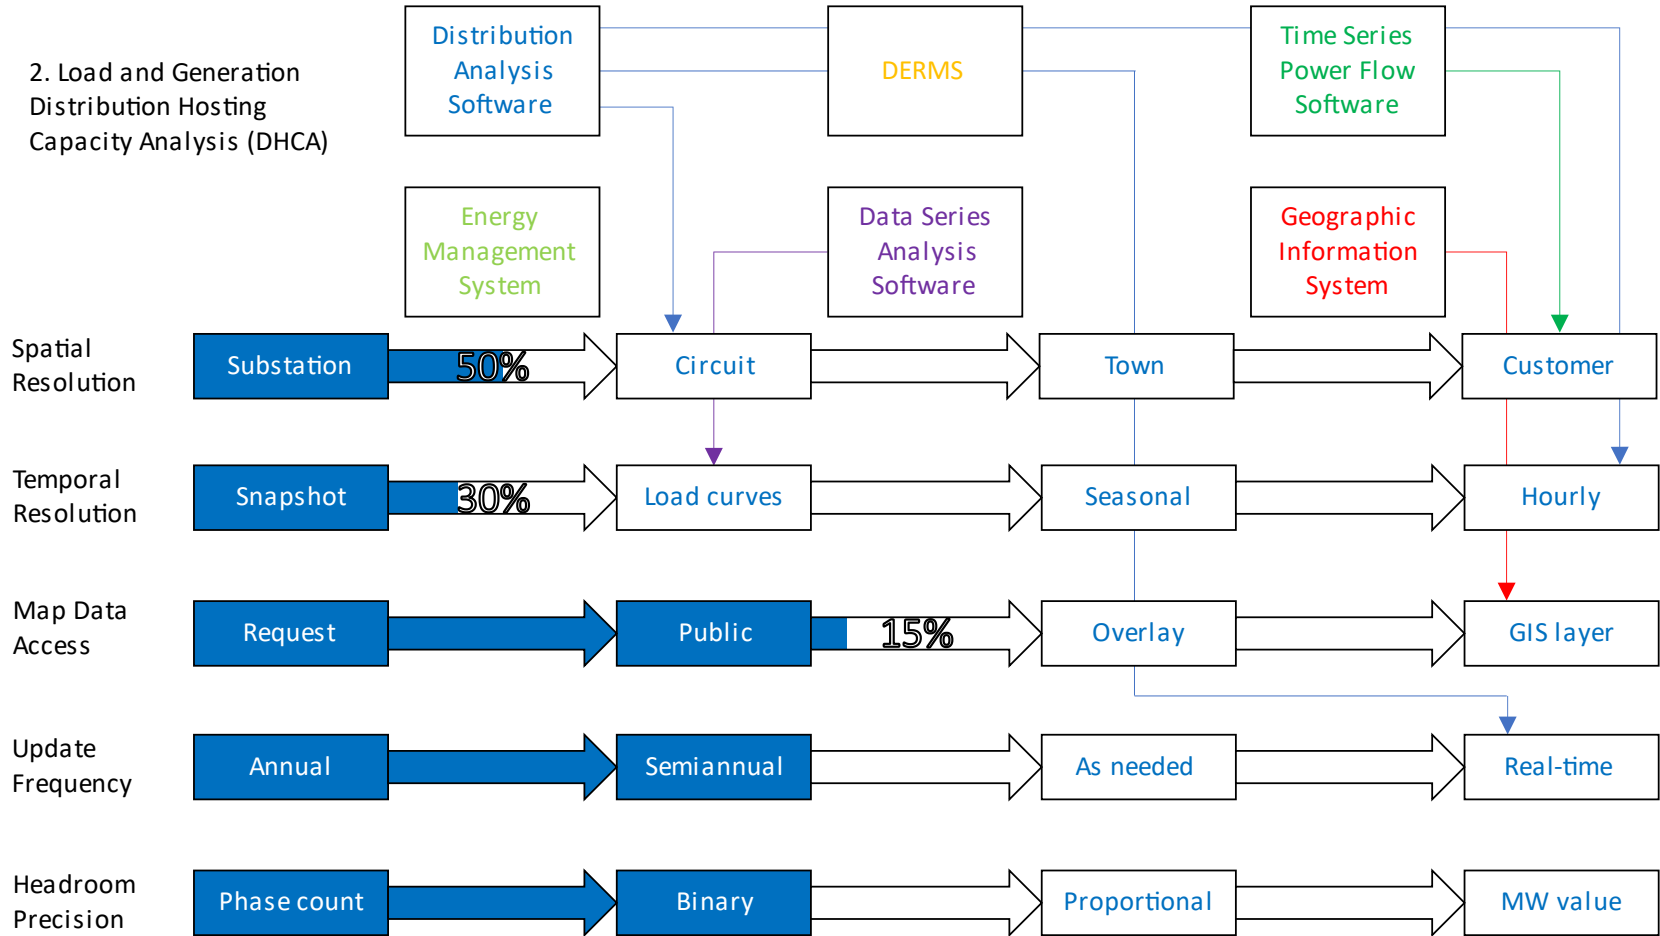 2. Load and Generation
Distribution Hosting
Capacity Analysis (DHCA)
Distribution
Analysis
Software
DERMS
Time Series
Power Flow
Software
Energy
Management
System
Data Series
Analysis
Software
Geographic
Information
System
Spatial
Resolution
Substation
50%
Circuit
Town
Customer
Temporal
Resolution
Snapshot
30%
Load curves
Seasonal
Hourly
Map Data
Access
Request
Public
15%
Overlay
GIS layer
Update
Frequency
Annual
Semiannual
As needed
Real-time
Headroom
Precision
Phase count
Binary
Proportional
MW value